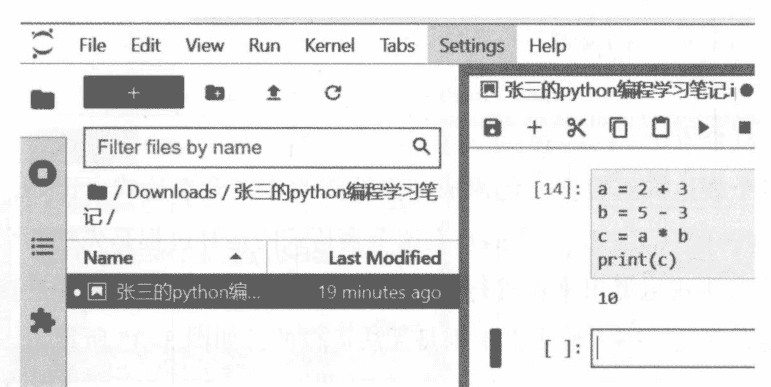 File Edit View Run Kernel Tabs Settings Help
+
张三的python编程学习笔记.i
Filter files by name
/ Downloads / 张三的python编程学习笔
记 /
Name Last Modified
张三的python编... 19 minutes ago
[14]: a = 2 + 3
b = 5 - 3
c = a * b
print(c)
10
[ ]: